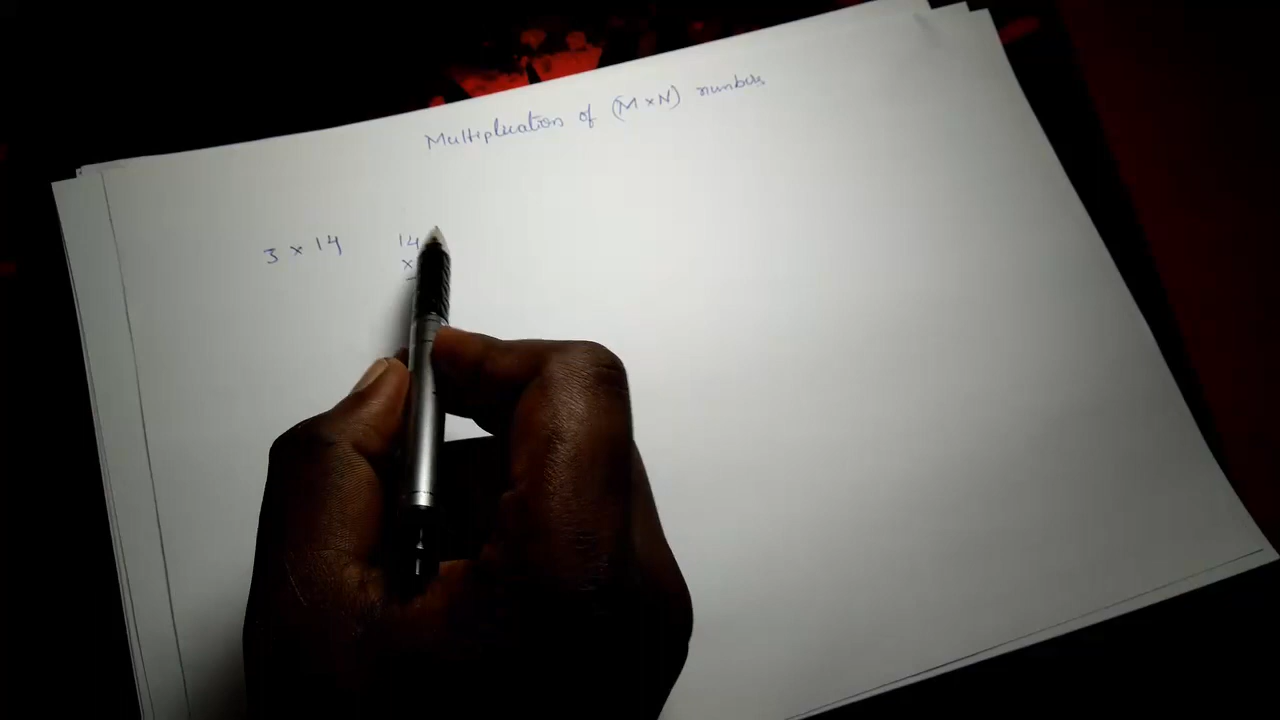 Multiplication of (M×N) numbers
3 × 14
14
×